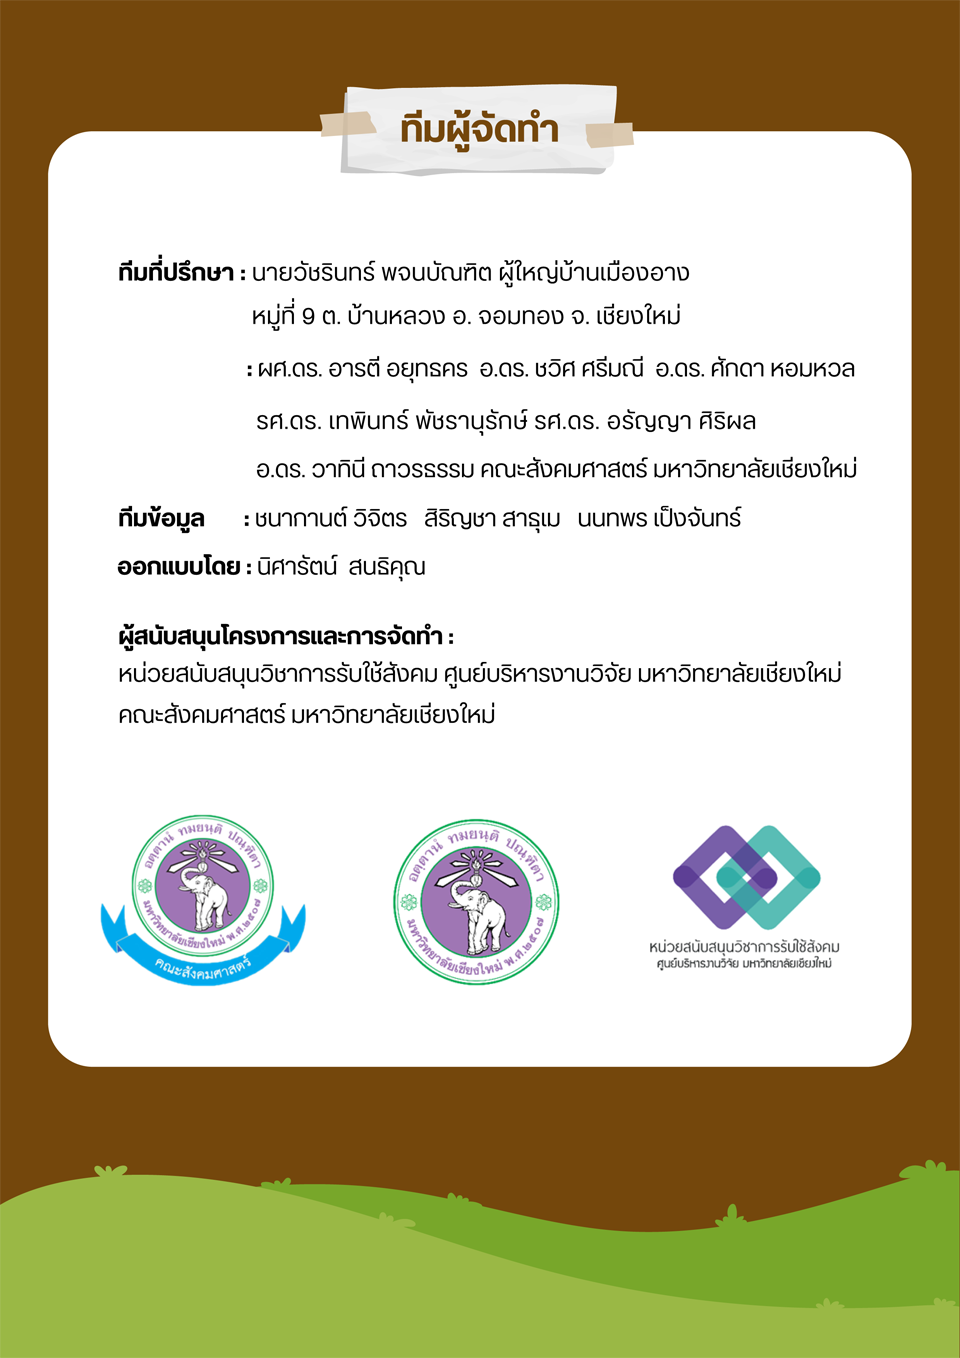 ทีมผู้จัดทำ
ทีมที่ปรึกษา : นายวัชรินทร์ พจนบัณฑิต ผู้ใหญ่บ้านเมืองอาง
หมู่ที่ 9 ต. บ้านหลวง อ. จอมทอง จ. เชียงใหม่
: ผศ.ดร. อารตี อยุทธคร อ.ดร. ชวิศ ศรีมณี อ.ดร. ศักดา หอมหวล
รศ.ดร. เทพินทร์ พัชรานุรักษ์ รศ.ดร. อรัญญา ศิริผล
อ.ดร. วาทินี ถาวรธรรม คณะสังคมศาสตร์ มหาวิทยาลัยเชียงใหม่
ทีมข้อมูล : ชนากานต์ วิจิตร สิริญชา สาธุเม นนทพร เป็งจันทร์
ออกแบบโดย : นิศารัตน์ สนธิคุณ
ผู้สนับสนุนโครงการและการจัดทำ :
หน่วยสนับสนุนวิชาการรับใช้สังคม ศูนย์บริหารงานวิจัย มหาวิทยาลัยเชียงใหม่
คณะสังคมศาสตร์ มหาวิทยาลัยเชียงใหม่
อตฺตานํ ทมยนฺติ ปณฺฑิตา
มหาวิทยาลัยเชียงใหม่ พ.ศ.๒๕๐๗
คณะสังคมศาสตร์
อตฺตานํ ทมยนฺติ ปณฺฑิตา
มหาวิทยาลัยเชียงใหม่ พ.ศ.๒๕๐๗
หน่วยสนับสนุนวิชาการรับใช้สังคม
ศูนย์บริหารงานวิจัย มหาวิทยาลัยเชียงใหม่